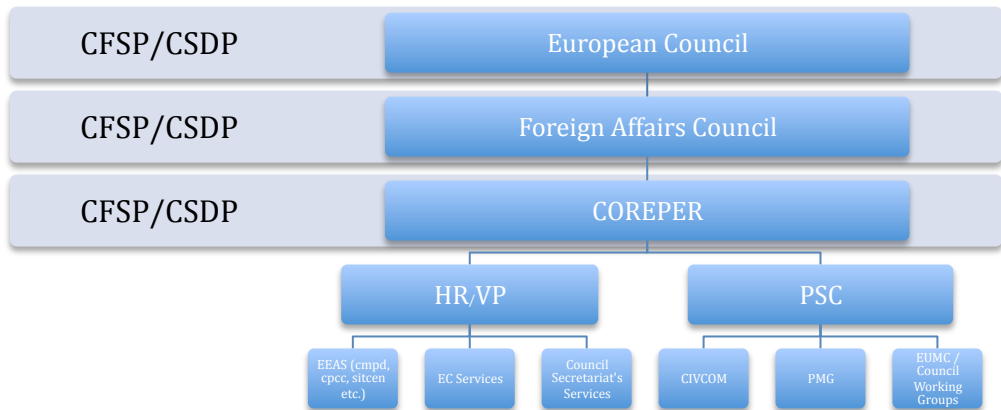 CFSP/CSDP
European Council
CFSP/CSDP
Foreign Affairs Council
CFSP/CSDP
COREPER
HR/VP
PSC
EEAS (cmpd,
cpcc, sitcen
etc.)
EC Services
Council
Secretariat's
Services
CIVCOM
PMG
EUMC /
Council
Working
Groups